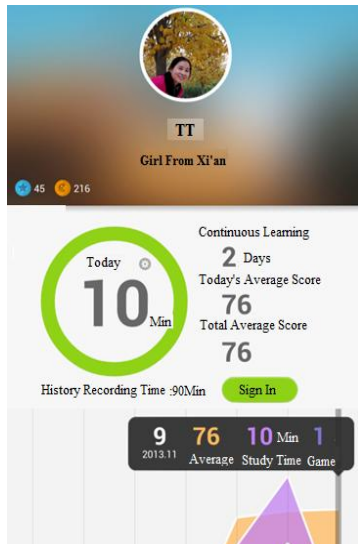 TT
Girl From Xi'an
45 216
Continuous Learning
2 Days
Today
10 Min
Today's Average Score
76
Total Average Score
76
History Recording Time :90Min
Sign In
9 76 10 Min 1
2013.11 Average Study Time Game